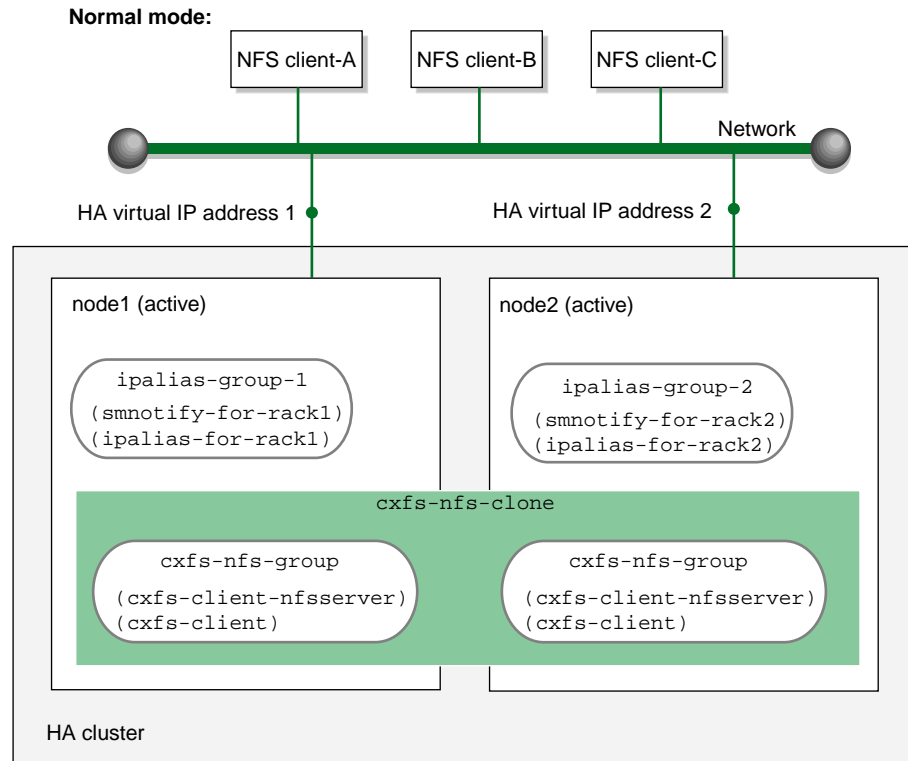 Normal mode:
NFS client-A
NFS client-B
NFS client-C
Network
HA virtual IP address 1
HA virtual IP address 2
node1 (active)
ipalias-group-1
(smnotify-for-rack1)
(ipalias-for-rack1)
node2 (active)
ipalias-group-2
(smnotify-for-rack2)
(ipalias-for-rack2)
cxfs-nfs-clone
cxfs-nfs-group
(cxfs-client-nfsserver)
(cxfs-client)
cxfs-nfs-group
(cxfs-client-nfsserver)
(cxfs-client)
HA cluster